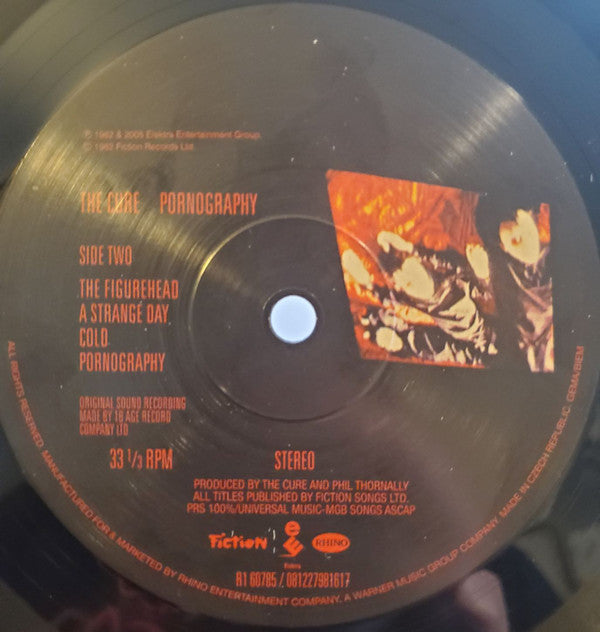 ℗ 1982 & 2005 Elektra Entertainment Group.
© 1982 Fiction Records Ltd.
THE CURE PORNOGRAPHY
SIDE TWO
THE FIGUREHEAD
A STRANGE DAY
COLD
PORNOGRAPHY
ORIGINAL SOUND RECORDING
MADE BY 18 AGE RECORD
COMPANY LTD
33 1/3 RPM STEREO
PRODUCED BY THE CURE AND PHIL THORNALLY
ALL TITLES PUBLISHED BY FICTION SONGS LTD.
PRS 100%/UNIVERSAL MUSIC-MGB SONGS ASCAP
Fiction
Elektra
RHINO
R1 60785 / 081227981617
ALL RIGHTS RESERVED. MANUFACTURED FOR & MARKETED BY RHINO ENTERTAINMENT COMPANY, A WARNER MUSIC GROUP COMPANY. MADE IN CZECH REPUBLIC. GEMA/BIEM